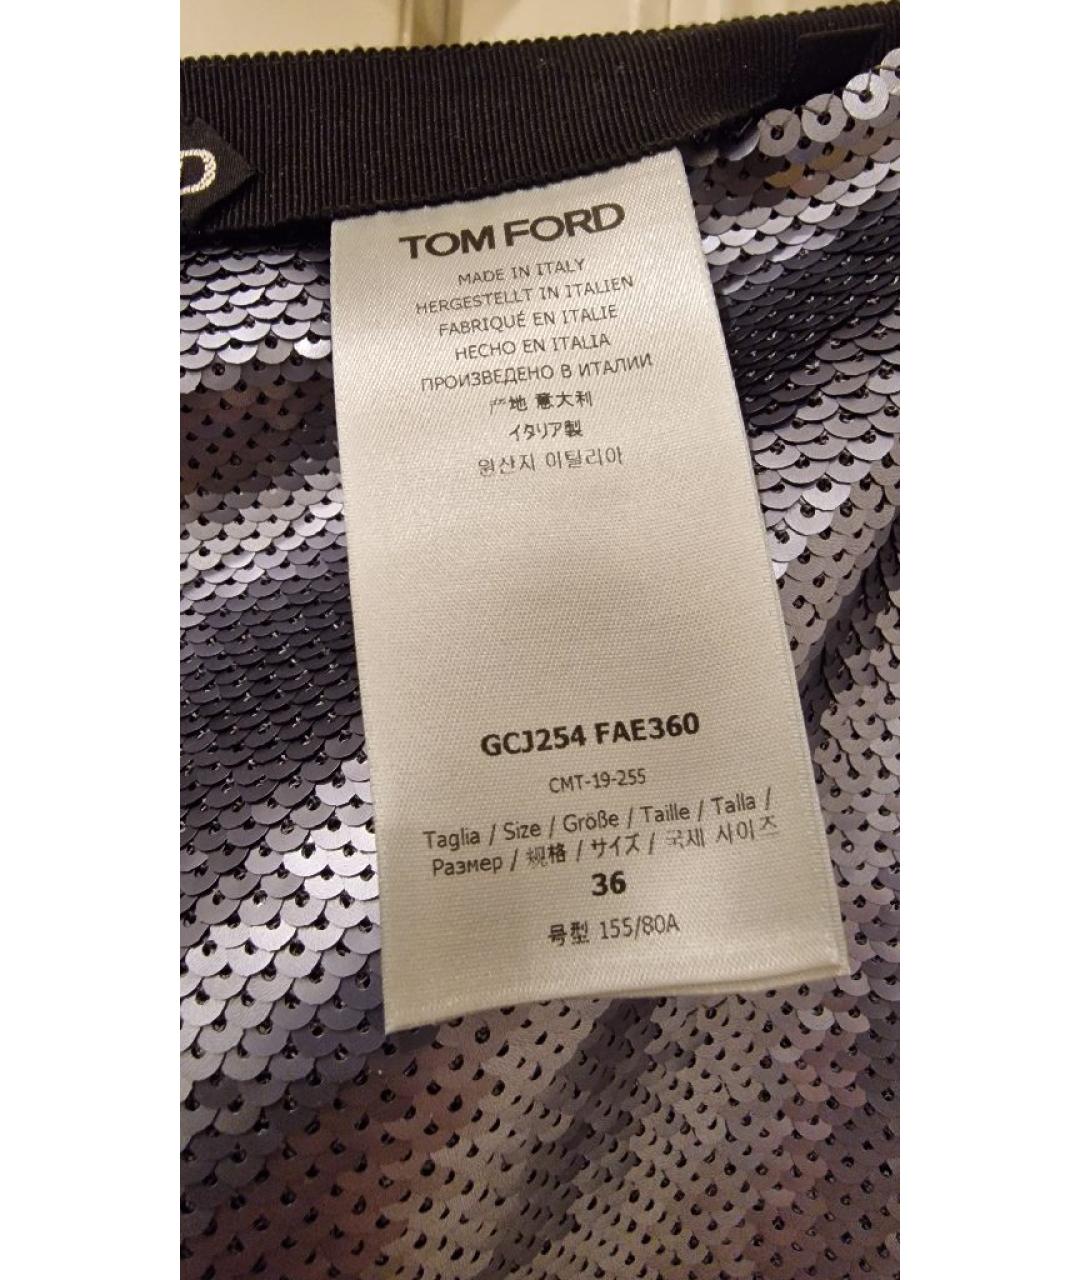 TOM FORD
MADE IN ITALY
HERGESTELLT IN ITALIEN
FABRIQUÉ EN ITALIE
HECHO EN ITALIA
ПРОИЗВЕДЕНО В ИТАЛИИ
产地 意大利
イタリア製
원산지 이탈리아
GCJ254 FAE360
CMT-19-255
Taglia / Size / Größe / Taille / Talla /
Размер / 规格 / サイズ / 국제 사이즈
36
号型 155/80A